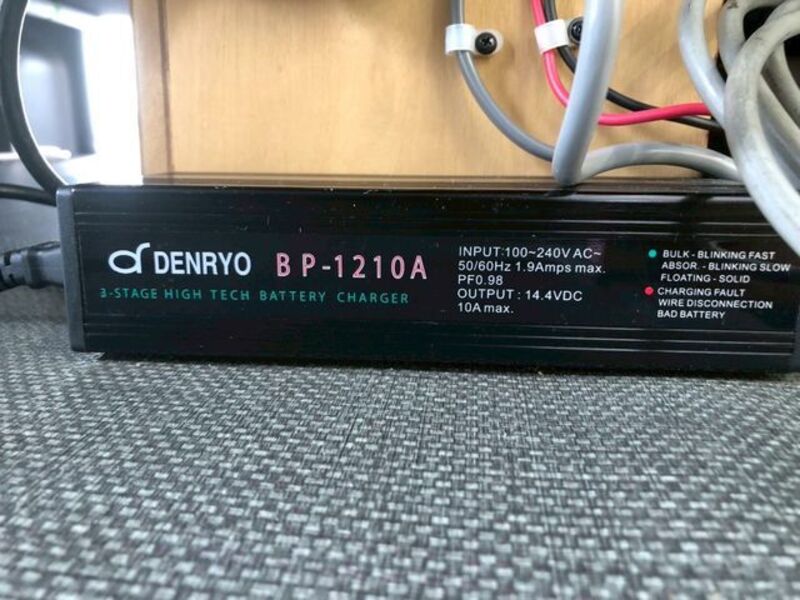 DENRYO BP-1210A
3-STAGE HIGH TECH BATTERY CHARGER
INPUT:100~240V AC~
50/60Hz 1.9Amps max.
PF0.98
OUTPUT : 14.4VDC
10A max.
BULK - BLINKING FAST
ABSOR. - BLINKING SLOW
FLOATING - SOLID
CHARGING FAULT
WIRE DISCONNECTION
BAD BATTERY